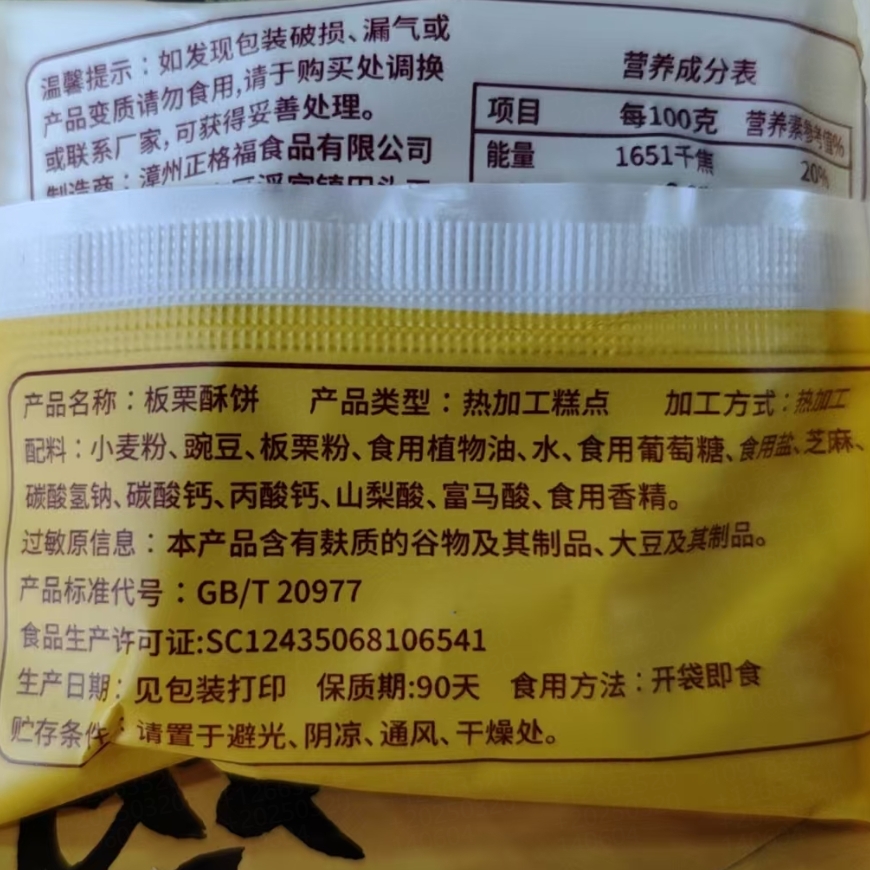 温馨提示：如发现包装破损、漏气或
产品变质请勿食用,请于购买处调换
或联系厂家,可获得妥善处理。
制造商：漳州正格福食品有限公司
营养成分表
项目 每100克 营养素参考值%
能量 1651千焦 20%
产品名称：板栗酥饼 产品类型：热加工糕点 加工方式：热加工
配料：小麦粉、豌豆、板栗粉、食用植物油、水、食用葡萄糖、食用盐、芝麻、
碳酸氢钠、碳酸钙、丙酸钙、山梨酸、富马酸、食用香精。
过敏原信息：本产品含有麸质的谷物及其制品、大豆及其制品。
产品标准代号：GB/T 20977
食品生产许可证:SC12435068106541
生产日期：见包装打印 保质期:90天 食用方法：开袋即食
贮存条件：请置于避光、阴凉、通风、干燥处。